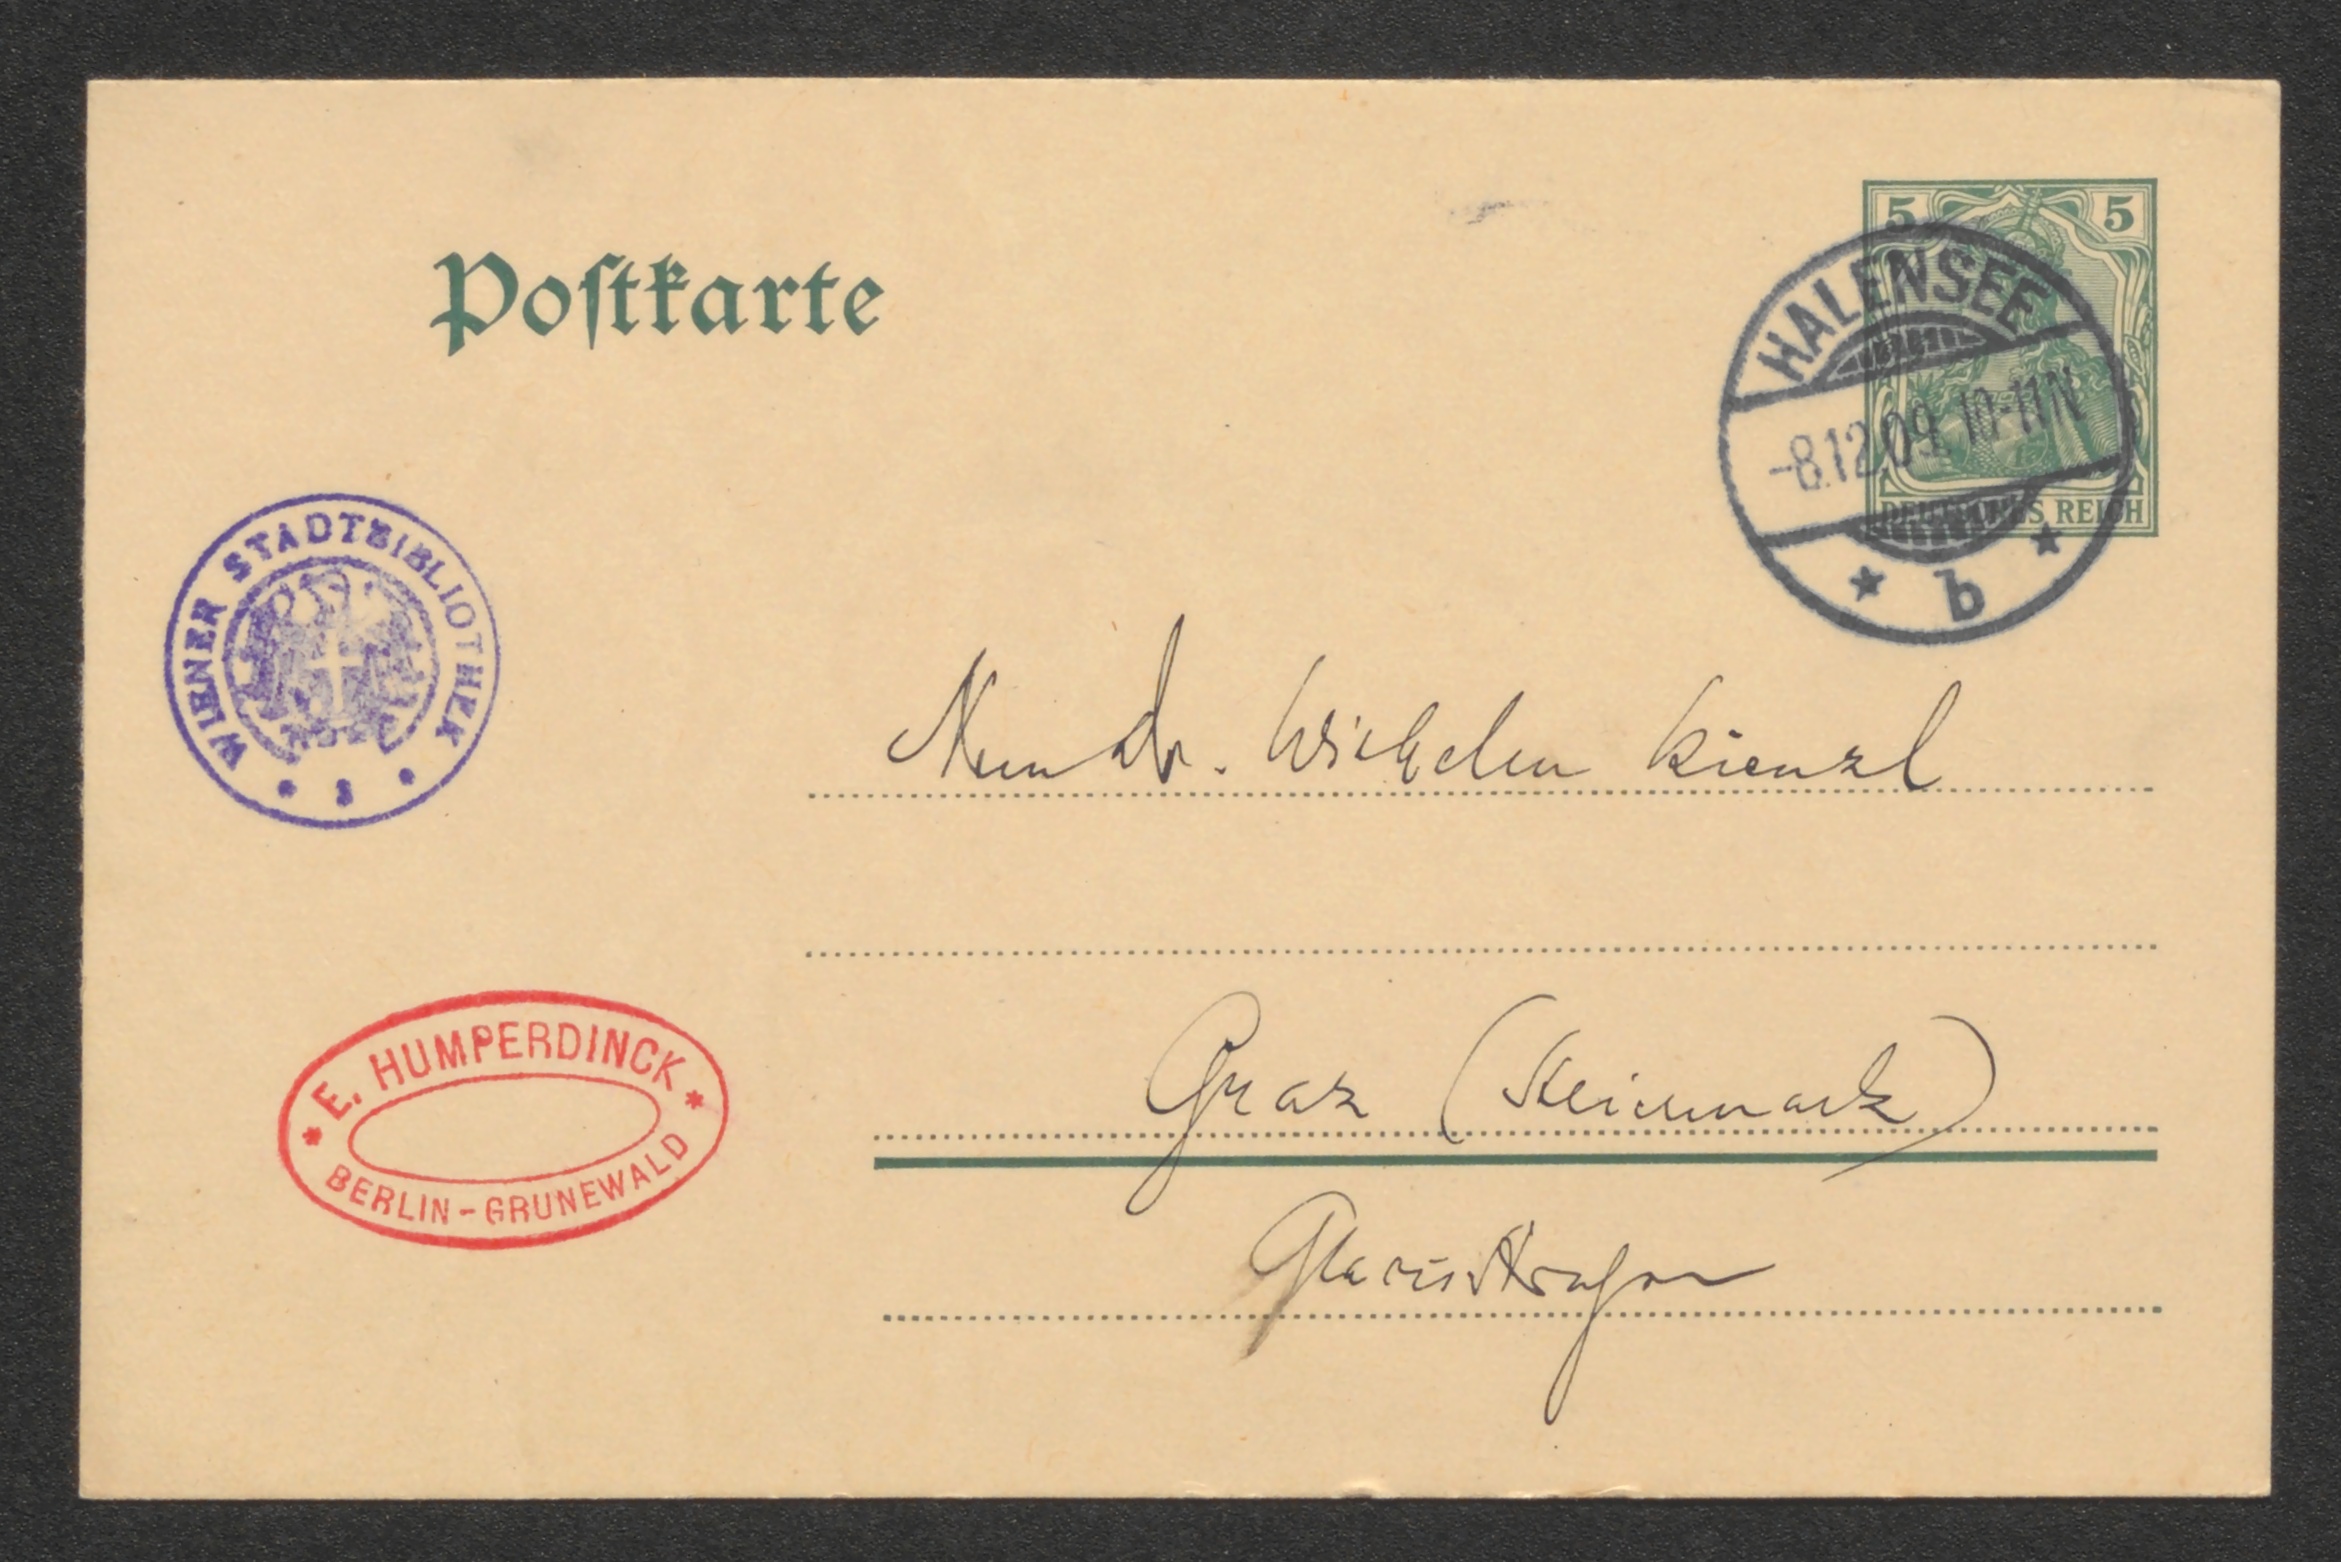 Postkarte
5 5
DEUTSCHES REICH
HALENSEE
-8.12.09. 10-11N
* b *
WIENER STADTBIBLIOTHEK
Herrn Dr. Wilhelm Kienzl
E. HUMPERDINCK
BERLIN-GRUNEWALD
Graz (Steiermark)
Glacisstrasse